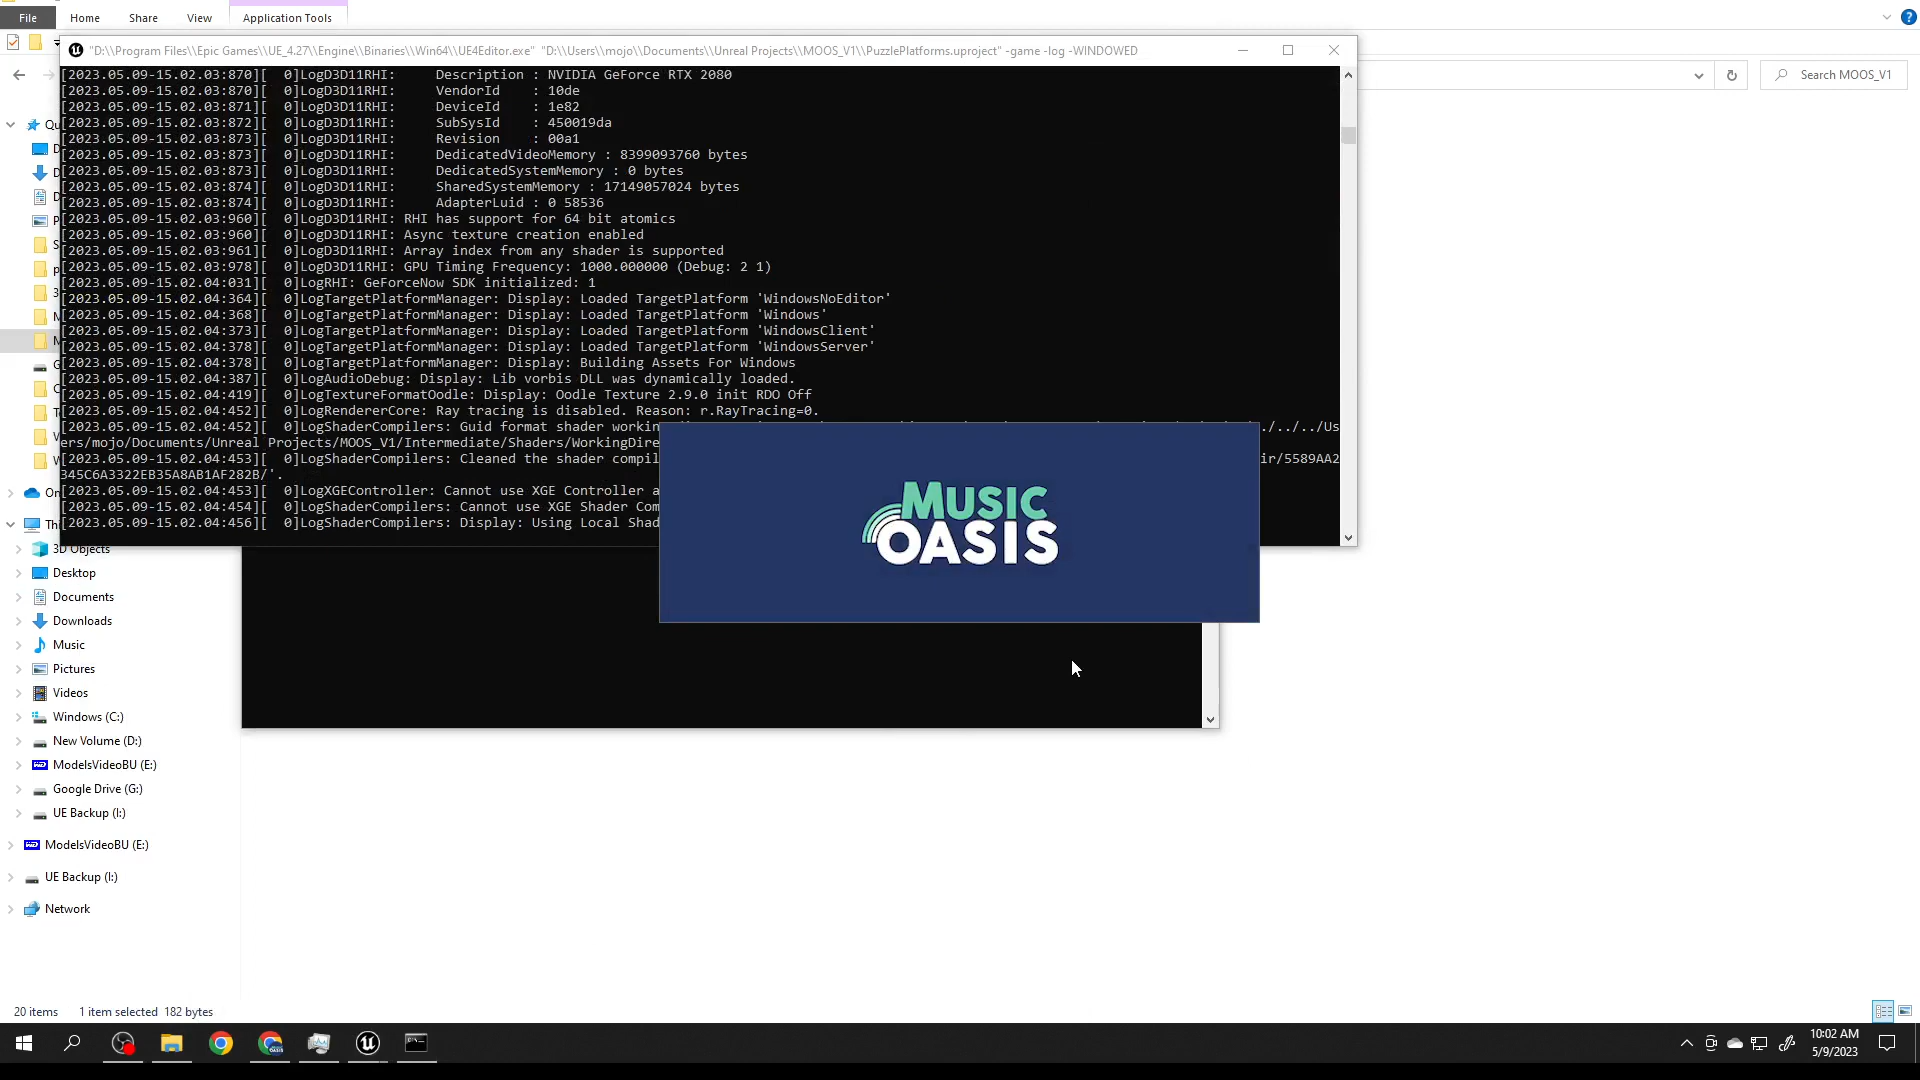 File Home Share View Application Tools
"D:\\Program Files\\Epic Games\\UE_4.27\\Engine\\Binaries\\Win64\\UE4Editor.exe" "D:\\Users\\mojo\\Documents\\Unreal Projects\\MOOS_V1\\PuzzlePlatforms.uproject" -game -log -WINDOWED
Search MOOS_V1
[2023.05.09-15.02.03:870][  0]LogD3D11RHI:     Description : NVIDIA GeForce RTX 2080
[2023.05.09-15.02.03:870][  0]LogD3D11RHI:     VendorId    : 10de
[2023.05.09-15.02.03:871][  0]LogD3D11RHI:     DeviceId    : 1e82
[2023.05.09-15.02.03:872][  0]LogD3D11RHI:     SubSysId    : 450019da
[2023.05.09-15.02.03:873][  0]LogD3D11RHI:     Revision    : 00a1
[2023.05.09-15.02.03:873][  0]LogD3D11RHI:     DedicatedVideoMemory : 8399093760 bytes
[2023.05.09-15.02.03:873][  0]LogD3D11RHI:     DedicatedSystemMemory : 0 bytes
[2023.05.09-15.02.03:874][  0]LogD3D11RHI:     SharedSystemMemory : 17149057024 bytes
[2023.05.09-15.02.03:874][  0]LogD3D11RHI:     AdapterLuid : 0 58536
[2023.05.09-15.02.03:960][  0]LogD3D11RHI: RHI has support for 64 bit atomics
[2023.05.09-15.02.03:960][  0]LogD3D11RHI: Async texture creation enabled
[2023.05.09-15.02.03:961][  0]LogD3D11RHI: Array index from any shader is supported
[2023.05.09-15.02.03:978][  0]LogD3D11RHI: GPU Timing Frequency: 1000.000000 (Debug: 2 1)
[2023.05.09-15.02.04:031][  0]LogRHI: GeForceNow SDK initialized: 1
[2023.05.09-15.02.04:364][  0]LogTargetPlatformManager: Display: Loaded TargetPlatform 'WindowsNoEditor'
[2023.05.09-15.02.04:368][  0]LogTargetPlatformManager: Display: Loaded TargetPlatform 'Windows'
[2023.05.09-15.02.04:373][  0]LogTargetPlatformManager: Display: Loaded TargetPlatform 'WindowsClient'
[2023.05.09-15.02.04:378][  0]LogTargetPlatformManager: Display: Loaded TargetPlatform 'WindowsServer'
[2023.05.09-15.02.04:378][  0]LogTargetPlatformManager: Display: Building Assets For Windows
[2023.05.09-15.02.04:387][  0]LogAudioDebug: Display: Lib vorbis DLL was dynamically loaded.
[2023.05.09-15.02.04:419][  0]LogTextureFormatOodle: Display: Oodle Texture 2.9.0 init RDO Off
[2023.05.09-15.02.04:452][  0]LogRendererCore: Ray tracing is disabled. Reason: r.RayTracing=0.
[2023.05.09-15.02.04:452][  0]LogShaderCompilers: Guid format shader workin ./../../Us
ers/mojo/Documents/Unreal Projects/MOOS_V1/Intermediate/Shaders/WorkingDire
[2023.05.09-15.02.04:453][  0]LogShaderCompilers: Cleaned the shader compil ir/5589AA2
345C6A3322EB35A8AB1AF282B/'.
[2023.05.09-15.02.04:453][  0]LogXGEController: Cannot use XGE Controller a
[2023.05.09-15.02.04:454][  0]LogShaderCompilers: Cannot use XGE Shader Com
[2023.05.09-15.02.04:456][  0]LogShaderCompilers: Display: Using Local Shad
MUSIC
OASIS
Qu
On
Thi
3D Objects
Desktop
Documents
Downloads
Music
Pictures
Videos
Windows (C:)
New Volume (D:)
ModelsVideoBU (E:)
Google Drive (G:)
UE Backup (I:)
ModelsVideoBU (E:)
UE Backup (I:)
Network
20 items 1 item selected 182 bytes
10:02 AM
5/9/2023